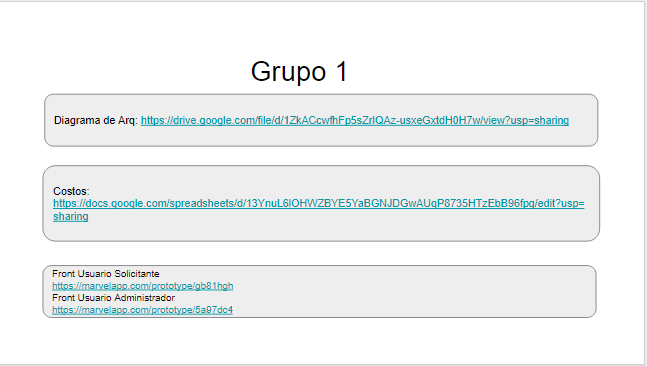 Grupo 1
Diagrama de Arq: https://drive.google.com/file/d/1ZkACcwfhFp5sZrIQAz-usxeGxtdH0H7w/view?usp=sharing
Costos:
https://docs.google.com/spreadsheets/d/13YnuL6lOHWZBYE5YaBGNJDGwAUqP8735HTzEbB96fpg/edit?usp=
sharing
Front Usuario Solicitante
https://marvelapp.com/prototype/gb81hgh
Front Usuario Administrador
https://marvelapp.com/prototype/5a97dc4